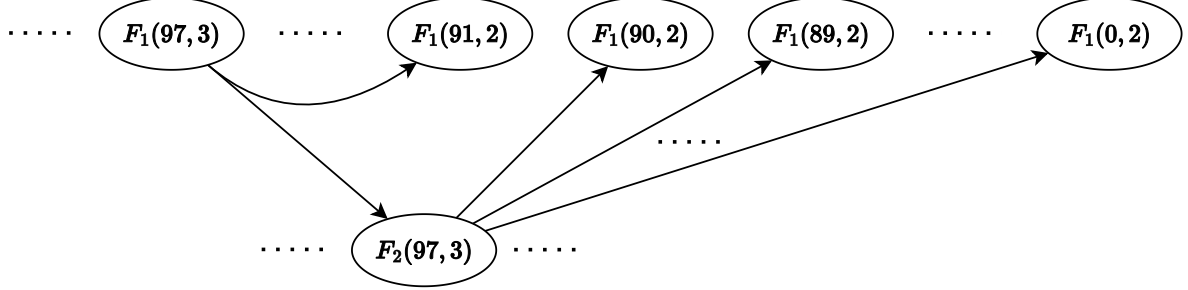 ..... F₁(97, 3) ..... F₁(91, 2) F₁(90, 2) F₁(89, 2) ..... F₁(0, 2)
.....
..... F₂(97, 3) .....